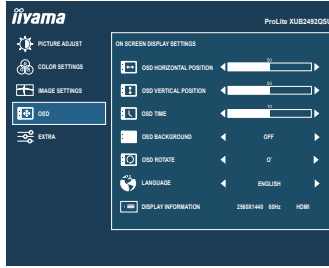 iiyama
ProLite XUB2492QSU
PICTURE ADJUST
COLOR SETTINGS
IMAGE SETTINGS
OSD
EXTRA
ON SCREEN DISPLAY SETTINGS
OSD HORIZONTAL POSITION 50
OSD VERTICAL POSITION 50
OSD TIME 10
OSD BACKGROUND OFF
OSD ROTATE 0°
LANGUAGE ENGLISH
DISPLAY INFORMATION 2560X1440 60Hz HDMI